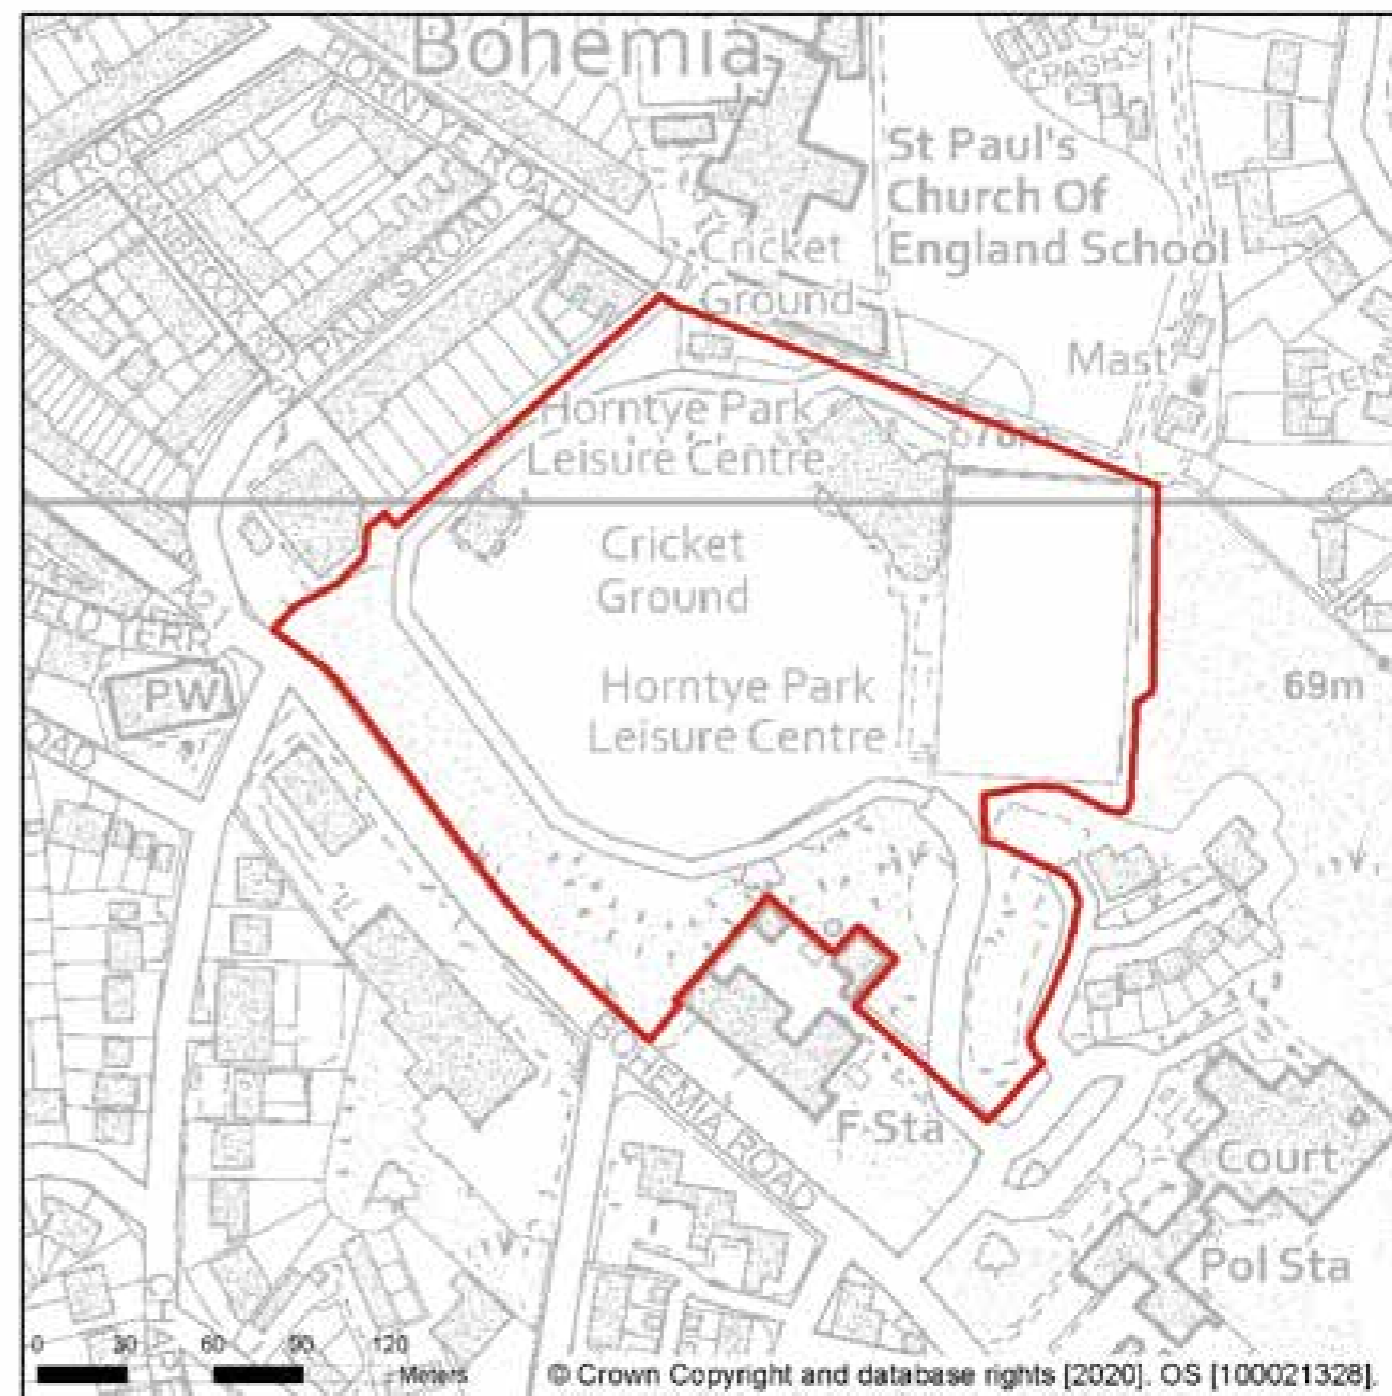 Bohemia
HORNTYE ROAD
CRANBROOK
PAUL'S ROAD
St Paul's
Church Of
England School
Cricket
Ground
Mast
Horntye Park
Leisure Centre
Cricket
Ground
Horntye Park
Leisure Centre
TERR
PW
69m
BOHEMIA ROAD
F Sta
Court
Pol Sta
0 30 60 90 120
Meters
© Crown Copyright and database rights [2020]. OS [100021328].